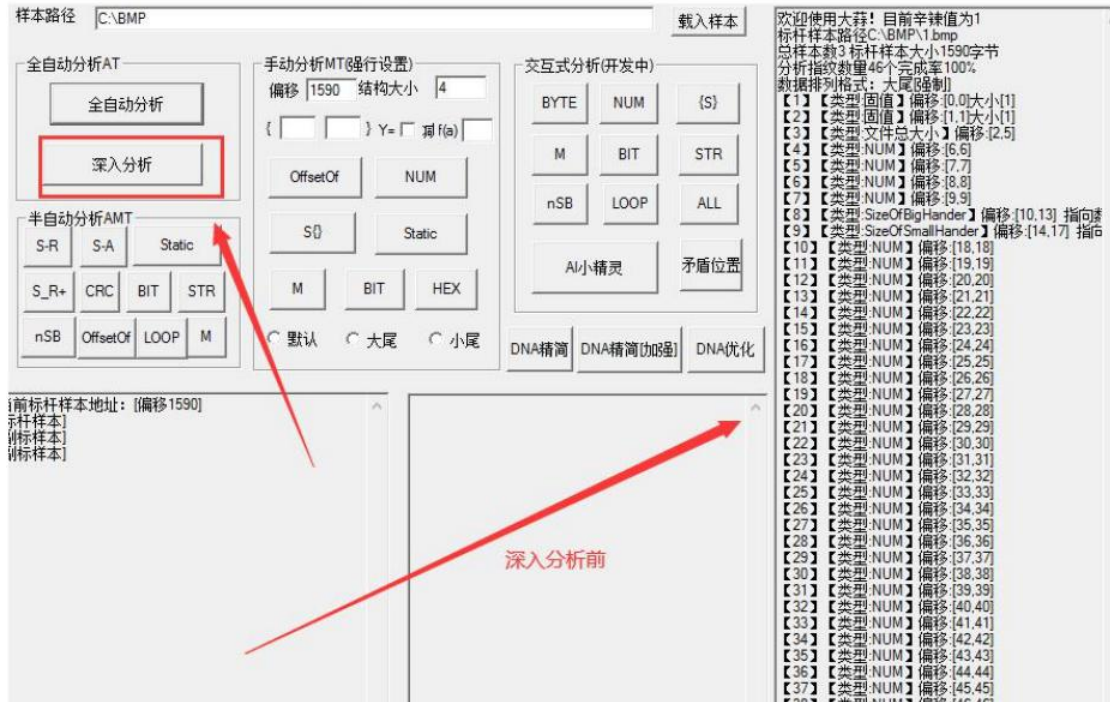 样本路径 C:\BMP 载入样本
全自动分析AT
全自动分析
深入分析
半自动分析AMT
S-R S-A Static
S_R+ CRC BIT STR
nSB OffsetOf LOOP M
手动分析MT(强行设置)
偏移 1590 结构大小 4
{ } Y= f(a)
OffsetOf NUM
S{} Static
M BIT HEX
默认 大尾 小尾
交互式分析(开发中)
BYTE NUM {S}
M BIT STR
nSB LOOP ALL
AI小精灵 矛盾位置
DNA精简 DNA精简[加强] DNA优化
前标杆样本地址：[偏移1590]
标杆样本]
副标样本]
副标样本]
深入分析前
欢迎使用大蒜！目前辛辣值为1
标杆样本路径C:\BMP\1.bmp
总样本数3 标杆样本大小1590字节
分析指纹数量46个完成率100%
数据排列格式：大尾[强制]
【1】【类型:固值】偏移:[0,0]大小[1]
【2】【类型:固值】偏移:[1,1]大小[1]
【3】【类型:文件总大小】偏移:[2,5]
【4】【类型:NUM】偏移:[6,6]
【5】【类型:NUM】偏移:[7,7]
【6】【类型:NUM】偏移:[8,8]
【7】【类型:NUM】偏移:[9,9]
【8】【类型:SizeOfBigHander】偏移:[10,13] 指向
【9】【类型:SizeOfSmallHander】偏移:[14,17] 指向
【10】【类型:NUM】偏移:[18,18]
【11】【类型:NUM】偏移:[19,19]
【12】【类型:NUM】偏移:[20,20]
【13】【类型:NUM】偏移:[21,21]
【14】【类型:NUM】偏移:[22,22]
【15】【类型:NUM】偏移:[23,23]
【16】【类型:NUM】偏移:[24,24]
【17】【类型:NUM】偏移:[25,25]
【18】【类型:NUM】偏移:[26,26]
【19】【类型:NUM】偏移:[27,27]
【20】【类型:NUM】偏移:[28,28]
【21】【类型:NUM】偏移:[29,29]
【22】【类型:NUM】偏移:[30,30]
【23】【类型:NUM】偏移:[31,31]
【24】【类型:NUM】偏移:[32,32]
【25】【类型:NUM】偏移:[33,33]
【26】【类型:NUM】偏移:[34,34]
【27】【类型:NUM】偏移:[35,35]
【28】【类型:NUM】偏移:[36,36]
【29】【类型:NUM】偏移:[37,37]
【30】【类型:NUM】偏移:[38,38]
【31】【类型:NUM】偏移:[39,39]
【32】【类型:NUM】偏移:[40,40]
【33】【类型:NUM】偏移:[41,41]
【34】【类型:NUM】偏移:[42,42]
【35】【类型:NUM】偏移:[43,43]
【36】【类型:NUM】偏移:[44,44]
【37】【类型:NUM】偏移:[45,45]